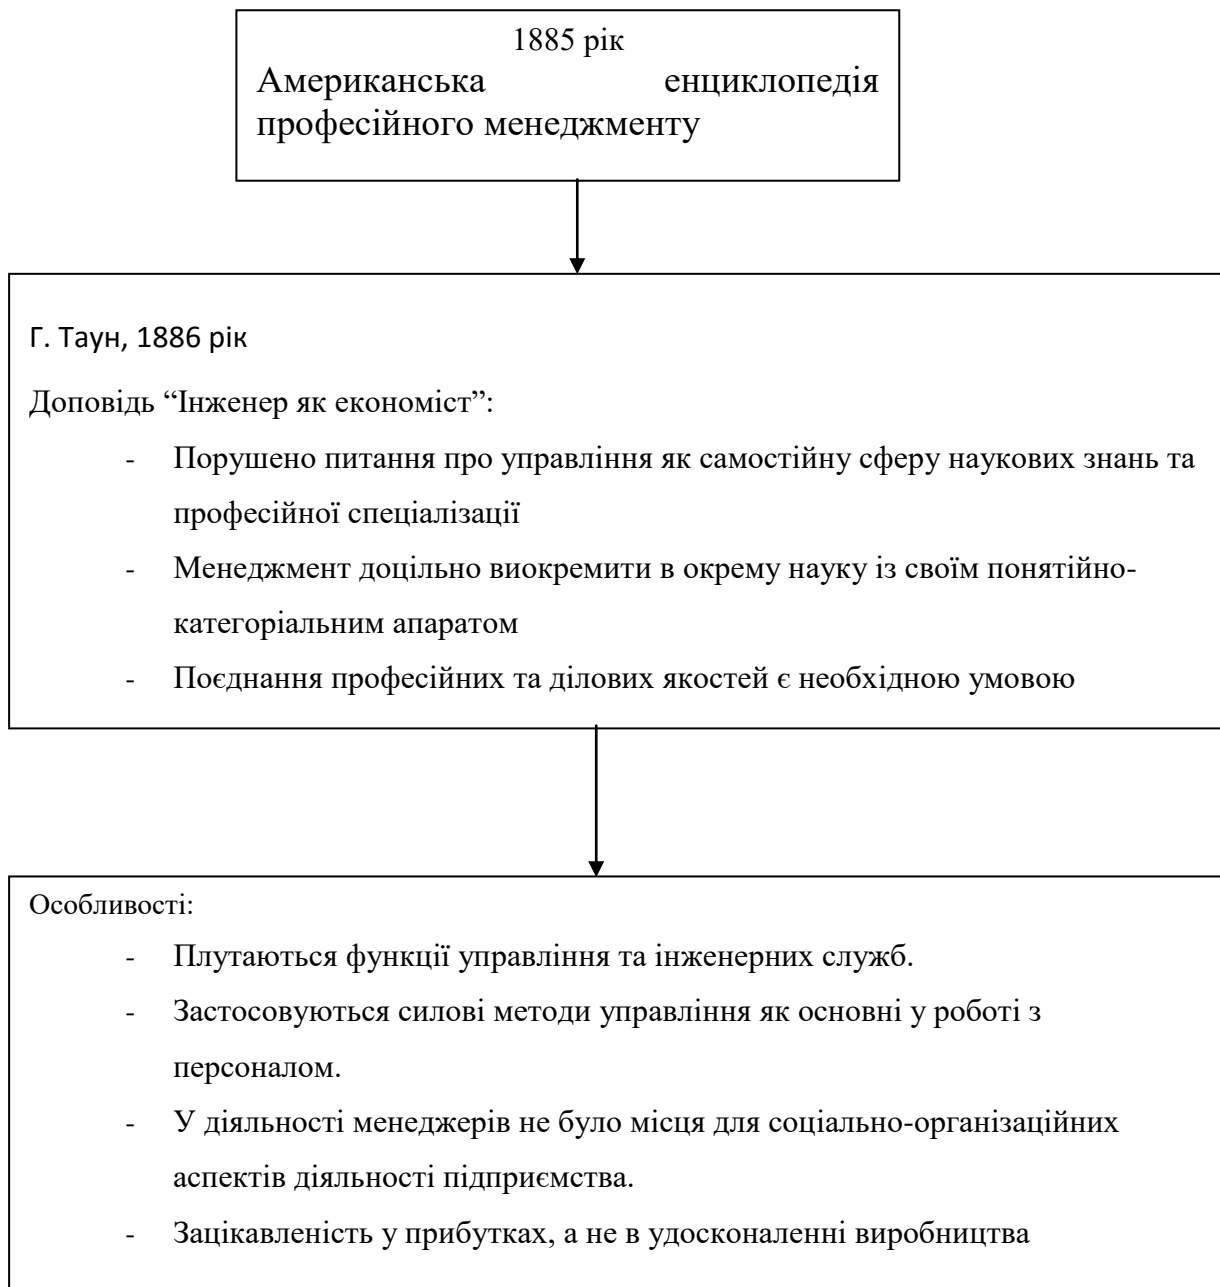 1885 рік
Американська енциклопедія
професійного менеджменту
Г. Таун, 1886 рік
Доповідь “Інженер як економіст”:
- Порушено питання про управління як самостійну сферу наукових знань та
професійної спеціалізації
- Менеджмент доцільно виокремити в окрему науку із своїм понятійно-
категоріальним апаратом
- Поєднання професійних та ділових якостей є необхідною умовою
Особливості:
- Плутаються функції управління та інженерних служб.
- Застосовуються силові методи управління як основні у роботі з
персоналом.
- У діяльності менеджерів не було місця для соціально-організаційних
аспектів діяльності підприємства.
- Зацікавленість у прибутках, а не в удосконаленні виробництва